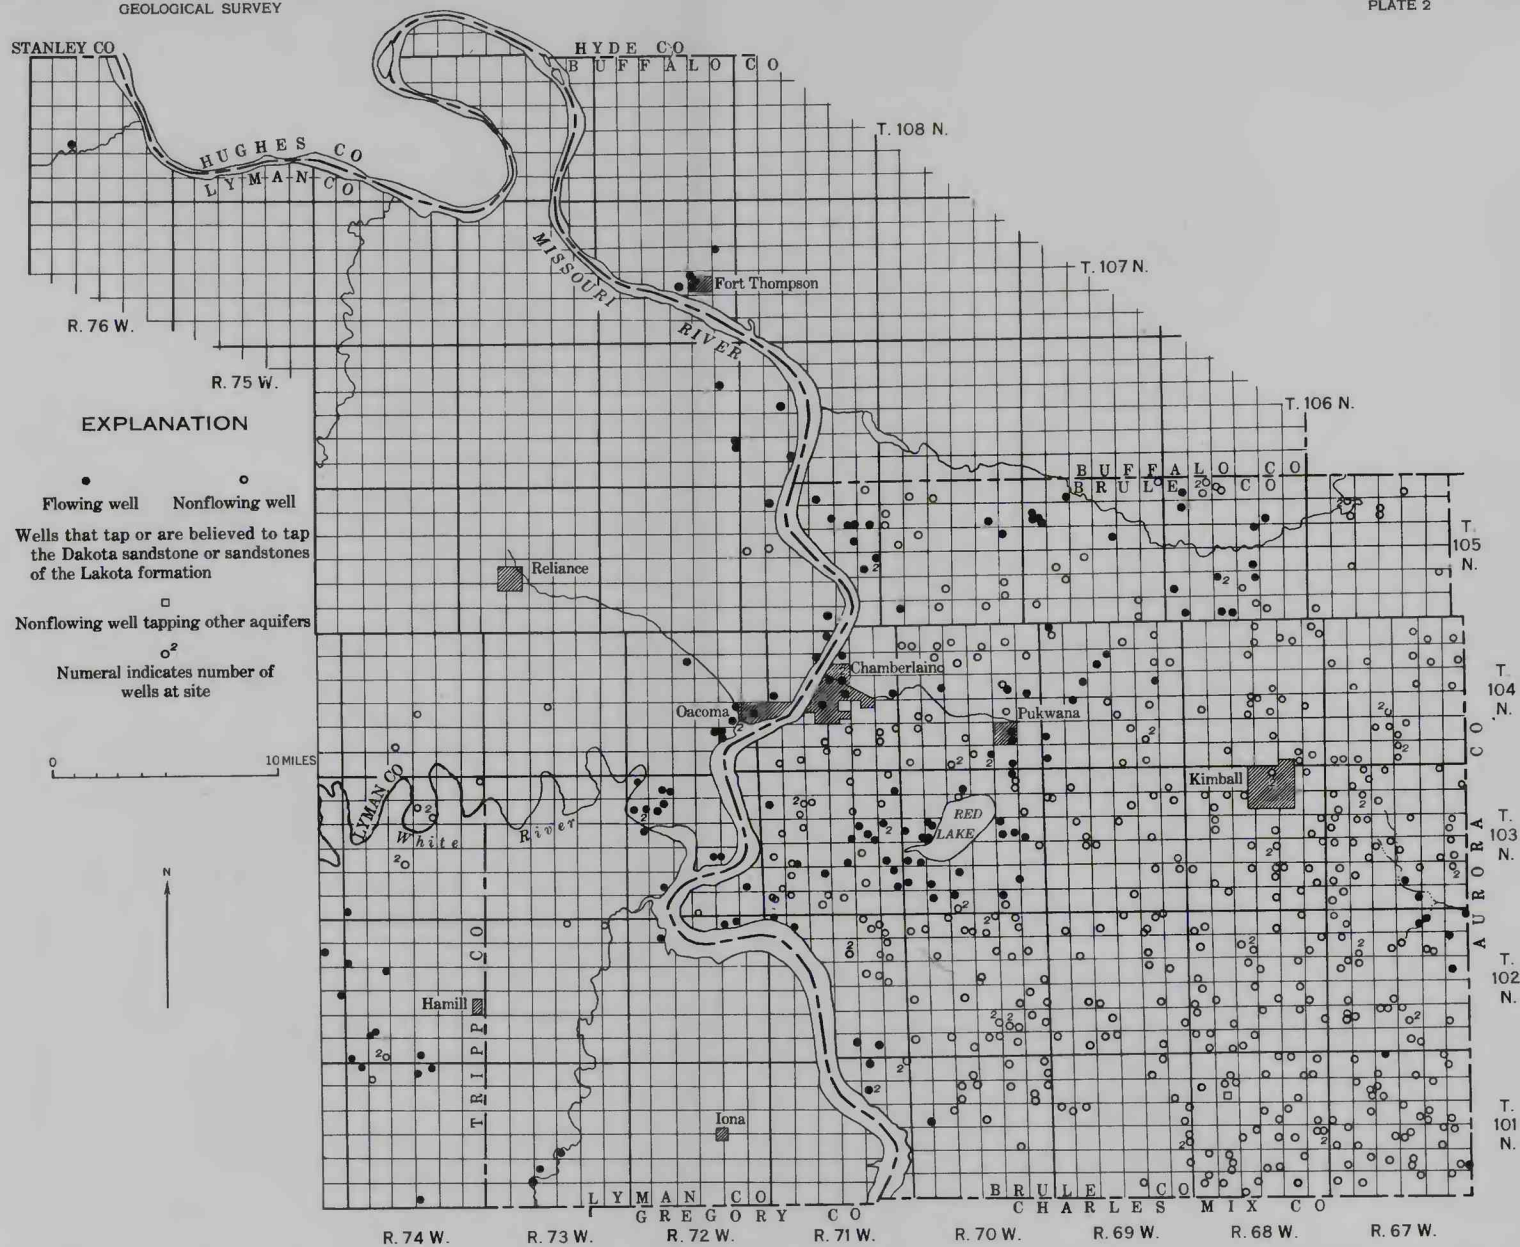 GEOLOGICAL SURVEY
PLATE 2
STANLEY CO
HYDE CO
BUFFALO CO
T. 108 N.
HUGHES CO
LYMAN CO
MISSOURI
RIVER
Fort Thompson
T. 107 N.
R. 76 W.
R. 75 W.
T. 106 N.
EXPLANATION
Flowing well
Nonflowing well
Wells that tap or are believed to tap
the Dakota sandstone or sandstones
of the Lakota formation
Nonflowing well tapping other aquifers
2
Numeral indicates number of
wells at site
BUFFALO CO
BRULE CO
T.
105
N.
Reliance
Chamberlain
Oacoma
Pukwana
T.
104
N.
0
10 MILES
Kimball
LYMAN CO
White
River
RED
LAKE
T.
103
N.
AURORA CO
N
TRIPP CO
Hamill
T.
102
N.
Iona
T.
101
N.
LYMAN CO
GREGORY CO
BRULE CO
CHARLES MIX CO
R. 74 W.
R. 73 W.
R. 72 W.
R. 71 W.
R. 70 W.
R. 69 W.
R. 68 W.
R. 67 W.